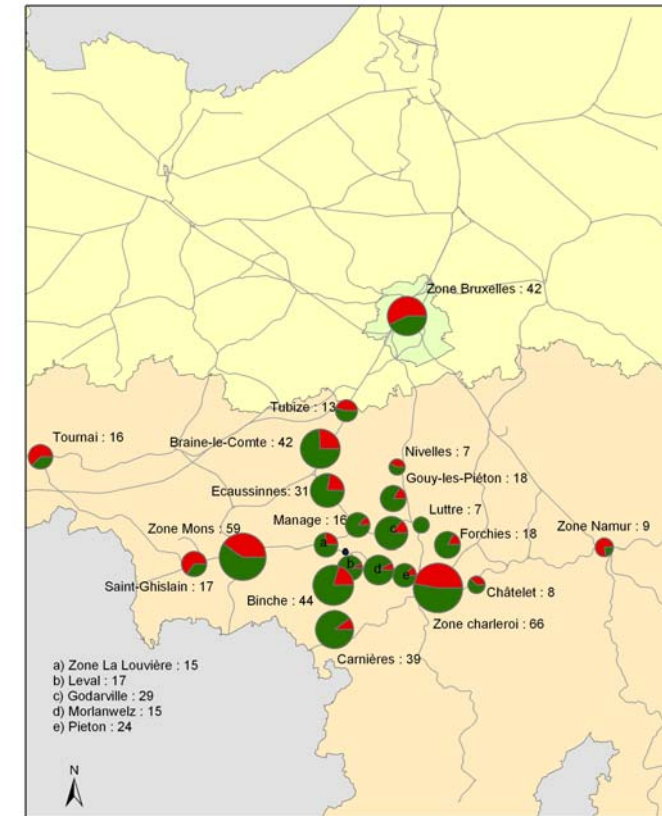 Zone Bruxelles : 42
Tubize : 13
Tournai : 16
Braine-le-Comte : 42
Nivelles : 7
Gouy-les-Piéton : 18
Ecaussinnes : 31
Luttre : 7
Manage : 16
Zone Mons : 59
Forchies : 18
Zone Namur : 9
a
c
b
d
e
Saint-Ghislain : 17
Binche : 44
Châtelet : 8
Zone charleroi : 66
Carnières : 39
a) Zone La Louvière : 15
b) Leval : 17
c) Godarville : 29
d) Morlanwelz : 15
e) Pieton : 24
N